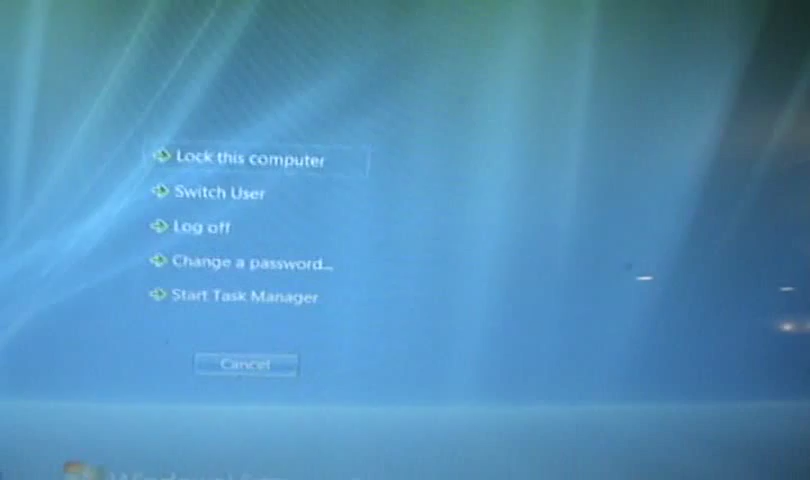 Lock this computer
Switch User
Log off
Change a password...
Start Task Manager
Cancel